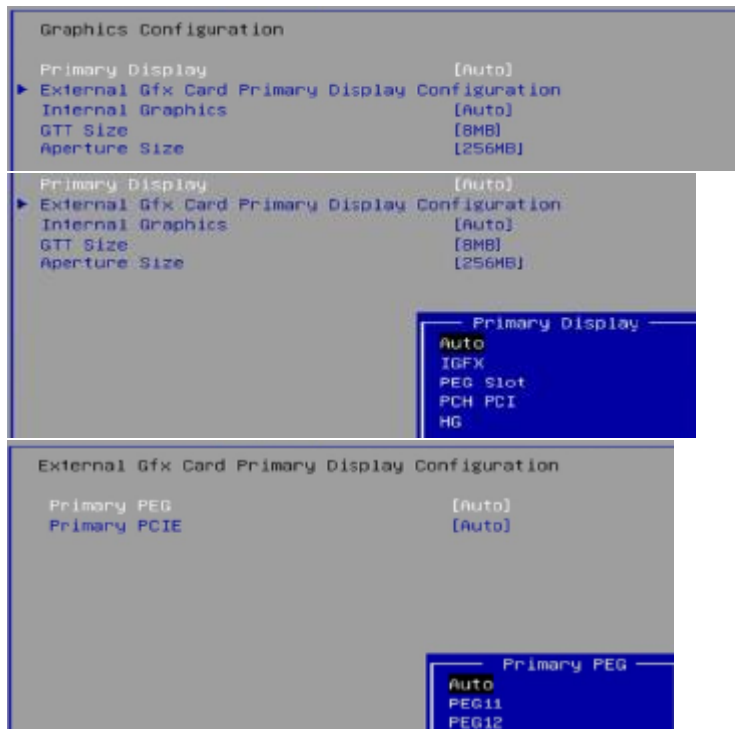 Graphics Configuration
Primary Display [Auto]
External Gfx Card Primary Display Configuration
Internal Graphics [Auto]
GTT Size [8MB]
Aperture Size [256MB]
Primary Display [Auto]
External Gfx Card Primary Display Configuration
Internal Graphics [Auto]
GTT Size [8MB]
Aperture Size [256MB]
Primary Display
Auto
IGFX
PEG Slot
PCH PCI
HG
External Gfx Card Primary Display Configuration
Primary PEG [Auto]
Primary PCIE [Auto]
Primary PEG
Auto
PEG11
PEG12